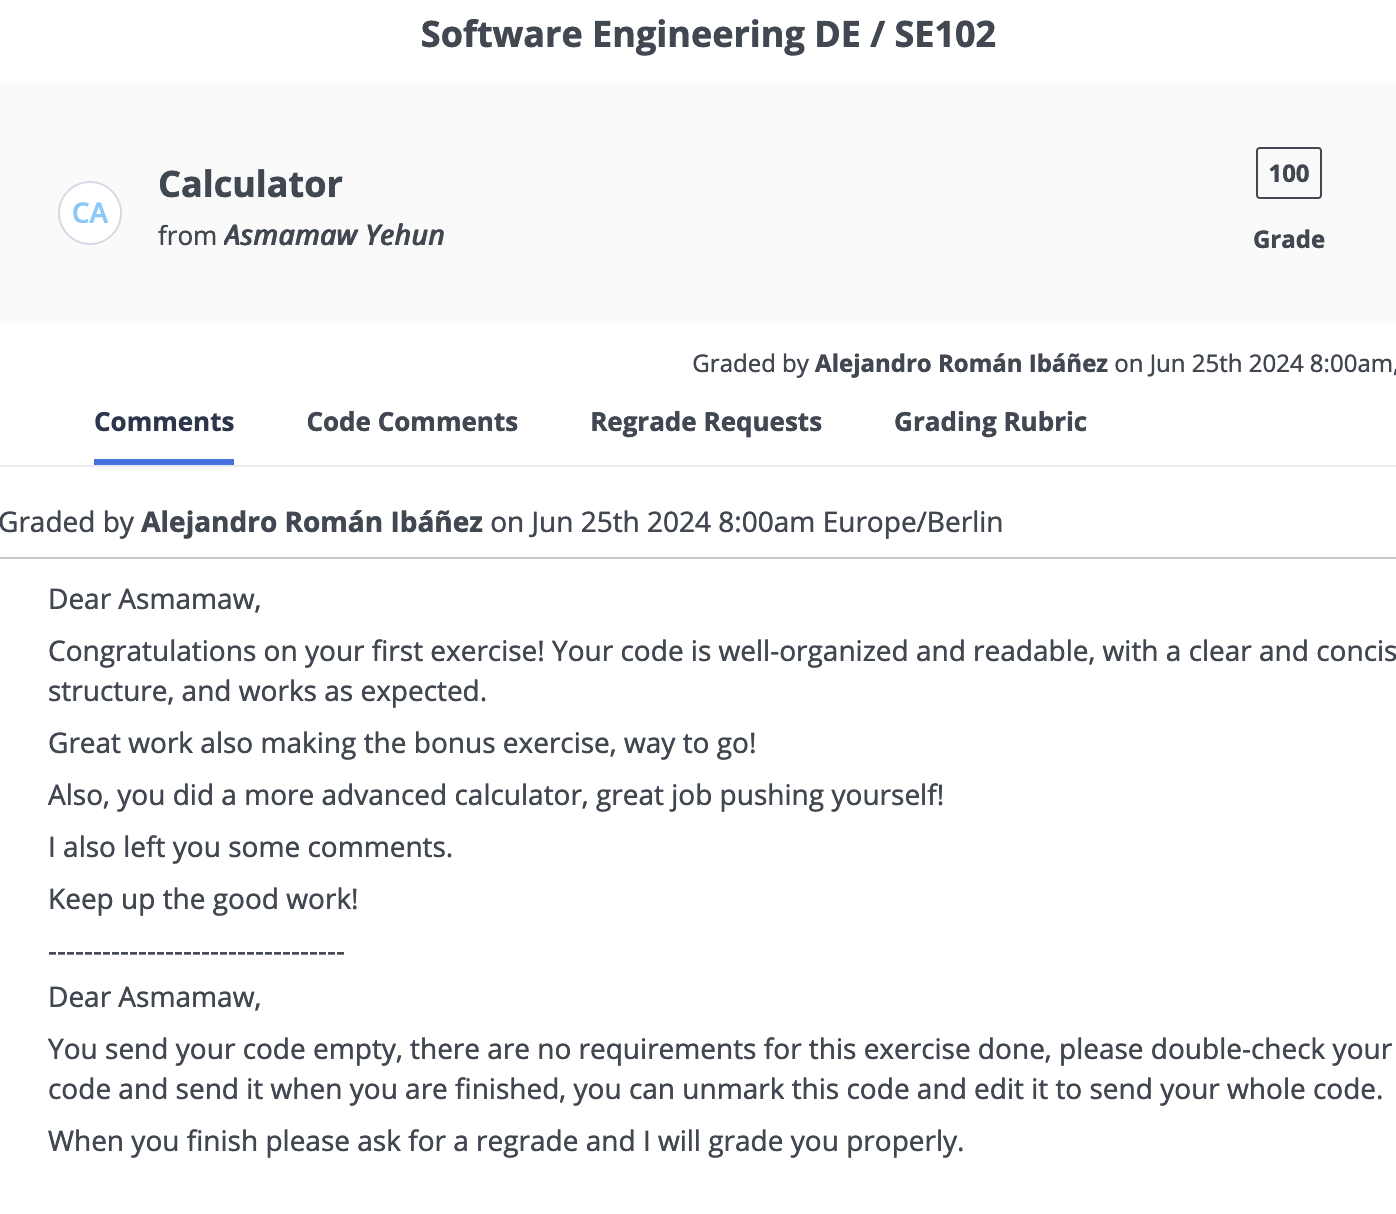 Software Engineering DE / SE102
CA
Calculator
from Asmamaw Yehun
100
Grade
Graded by Alejandro Román Ibáñez on Jun 25th 2024 8:00am,
Comments
Code Comments
Regrade Requests
Grading Rubric
Graded by Alejandro Román Ibáñez on Jun 25th 2024 8:00am Europe/Berlin
Dear Asmamaw,
Congratulations on your first exercise! Your code is well-organized and readable, with a clear and concis
structure, and works as expected.
Great work also making the bonus exercise, way to go!
Also, you did a more advanced calculator, great job pushing yourself!
I also left you some comments.
Keep up the good work!
---------------------------------
Dear Asmamaw,
You send your code empty, there are no requirements for this exercise done, please double-check your
code and send it when you are finished, you can unmark this code and edit it to send your whole code.
When you finish please ask for a regrade and I will grade you properly.